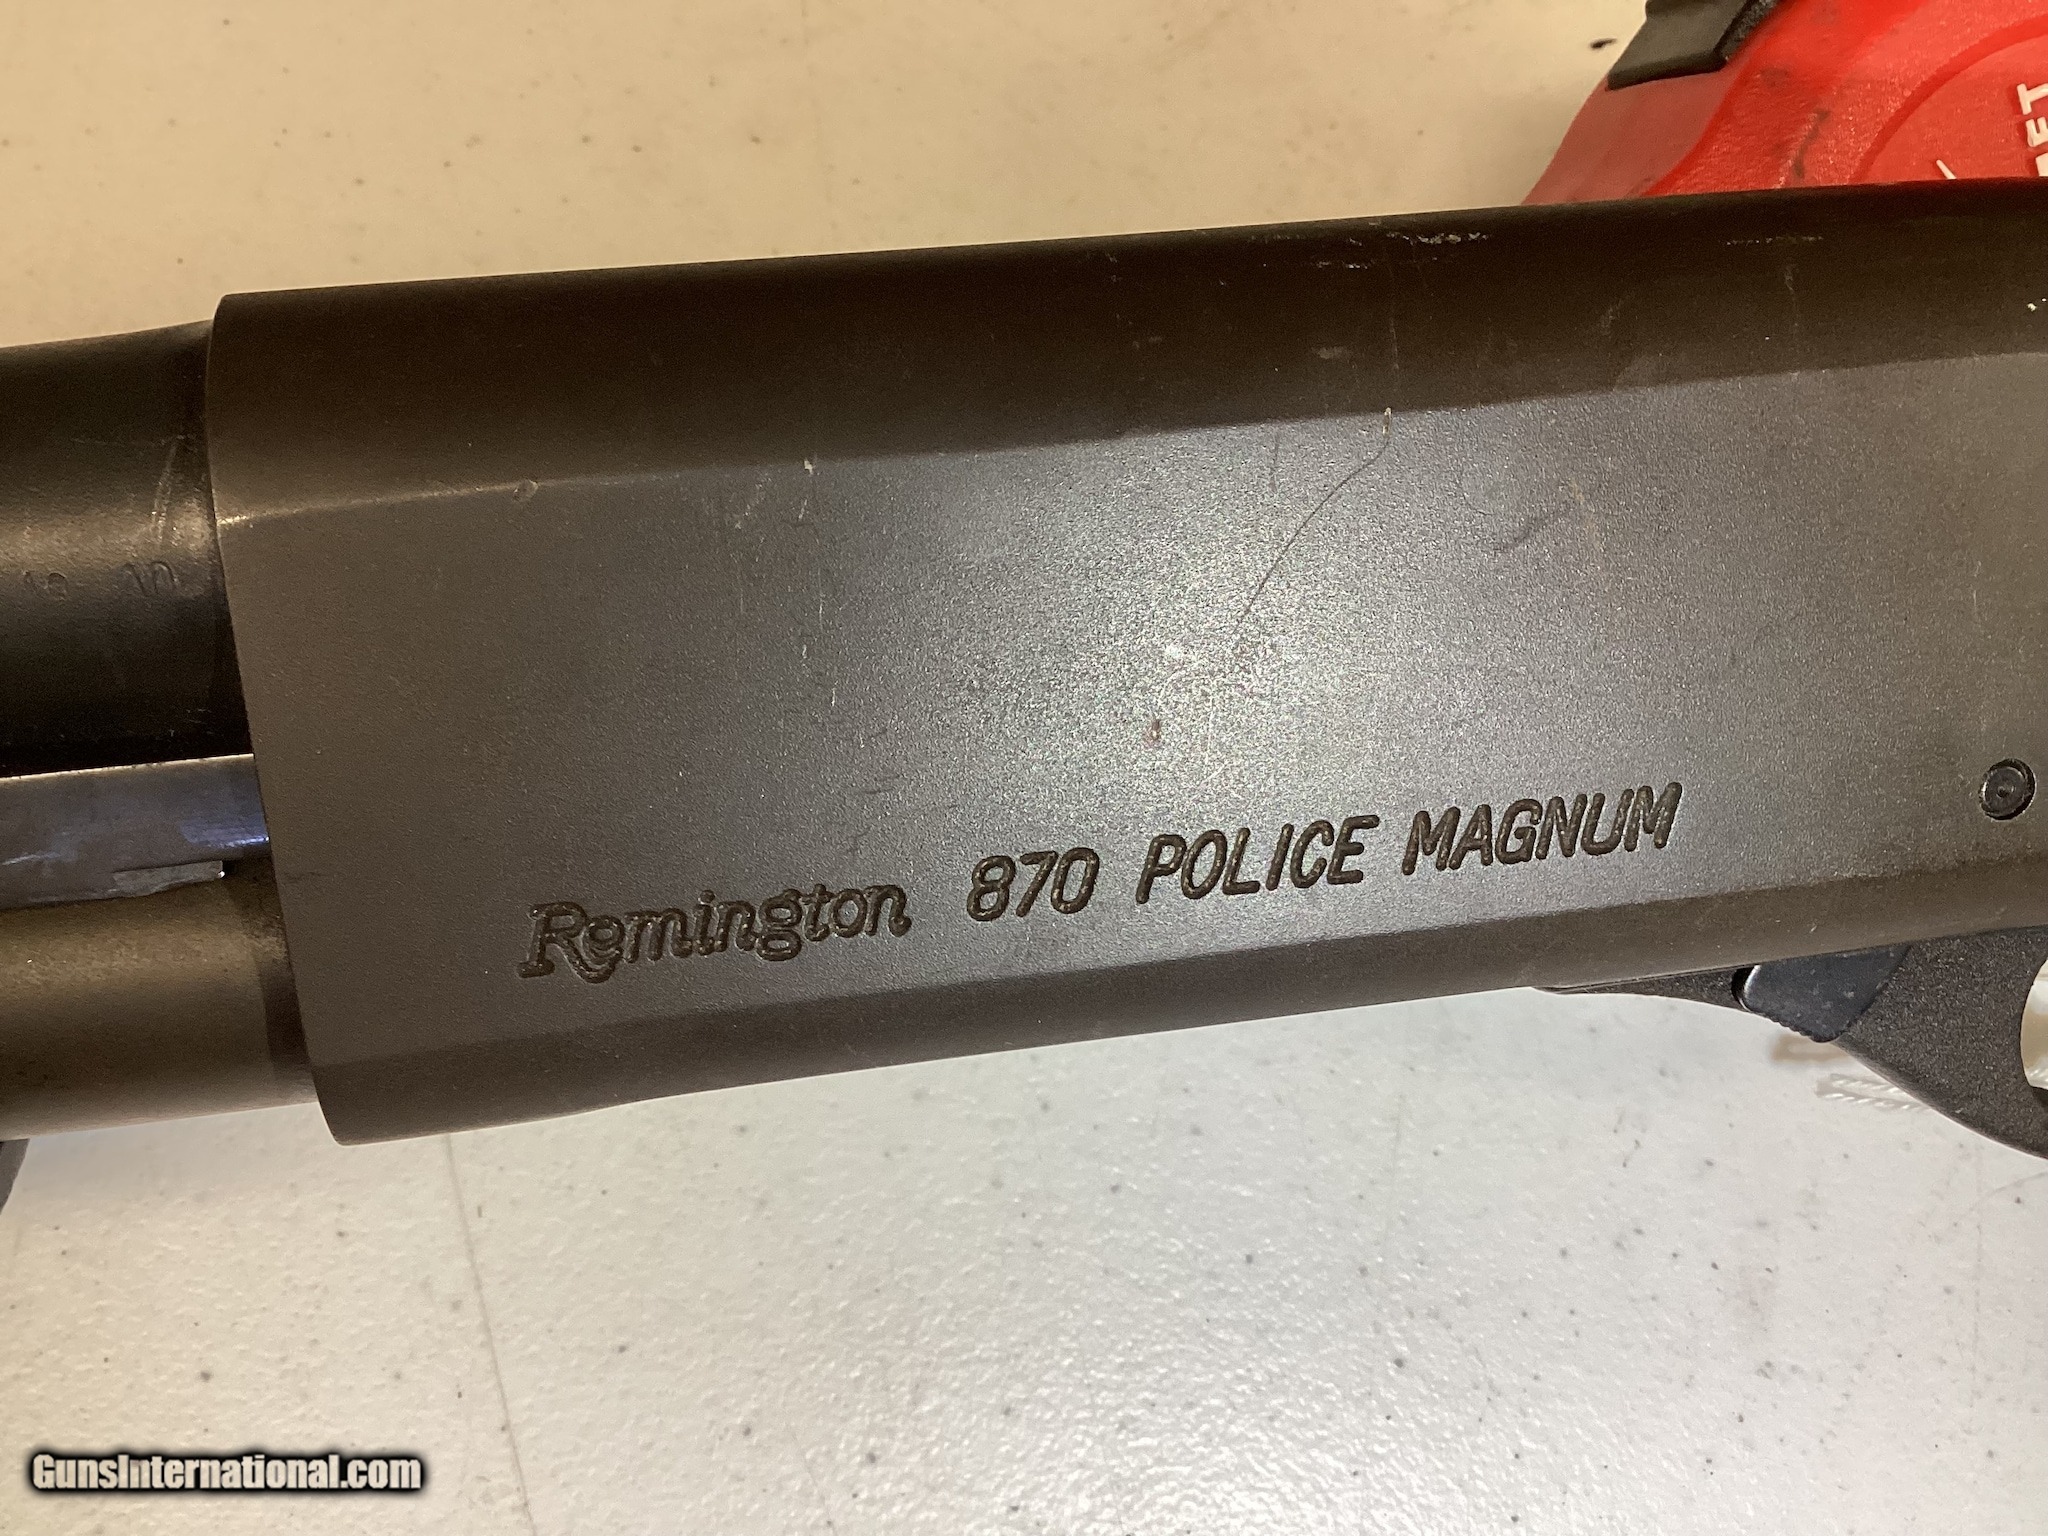 Remington 870 POLICE MAGNUM
GunsInternational.com